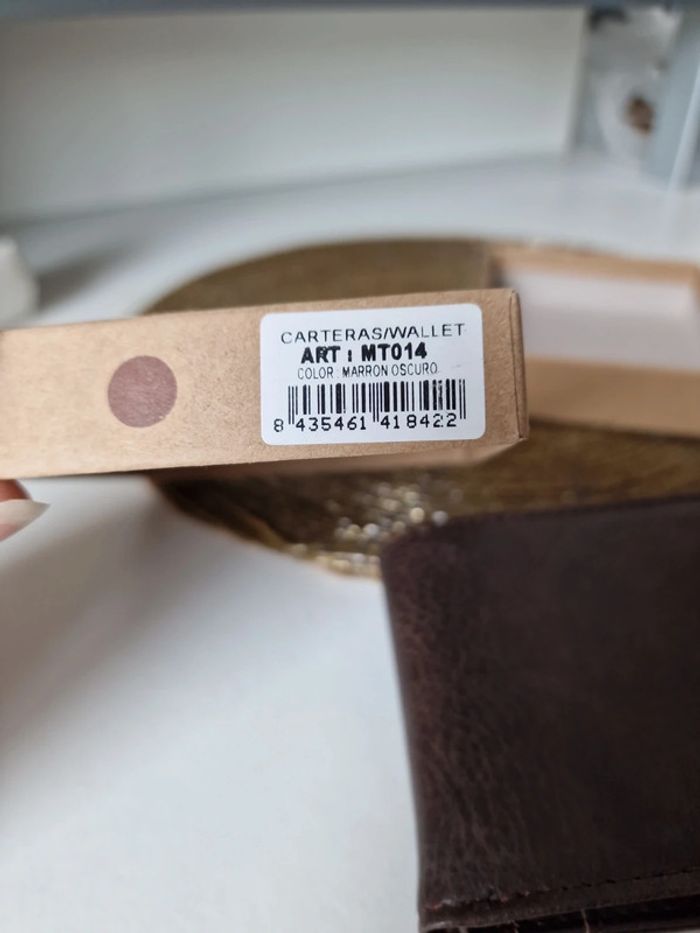 CARTERAS/WALLET
ART : MT014
COLOR : MARRON OSCURO
8 435461 418422